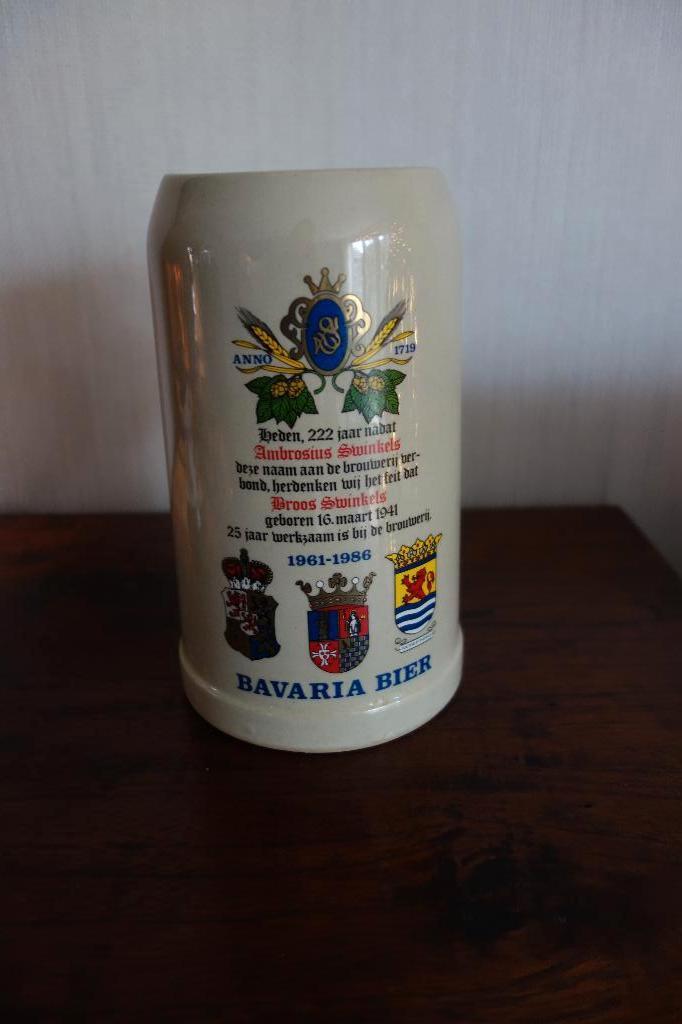 ANNO 1719
Heden, 222 jaar nadat
Ambrosius Swinkels
deze naam aan de brouwerij ver-
bond, herdenken wij het feit dat
Broos Swinkels
geboren 16. maart 1941
25 jaar werkzaam is bij de brouwerij.
1961-1986
BAVARIA BIER